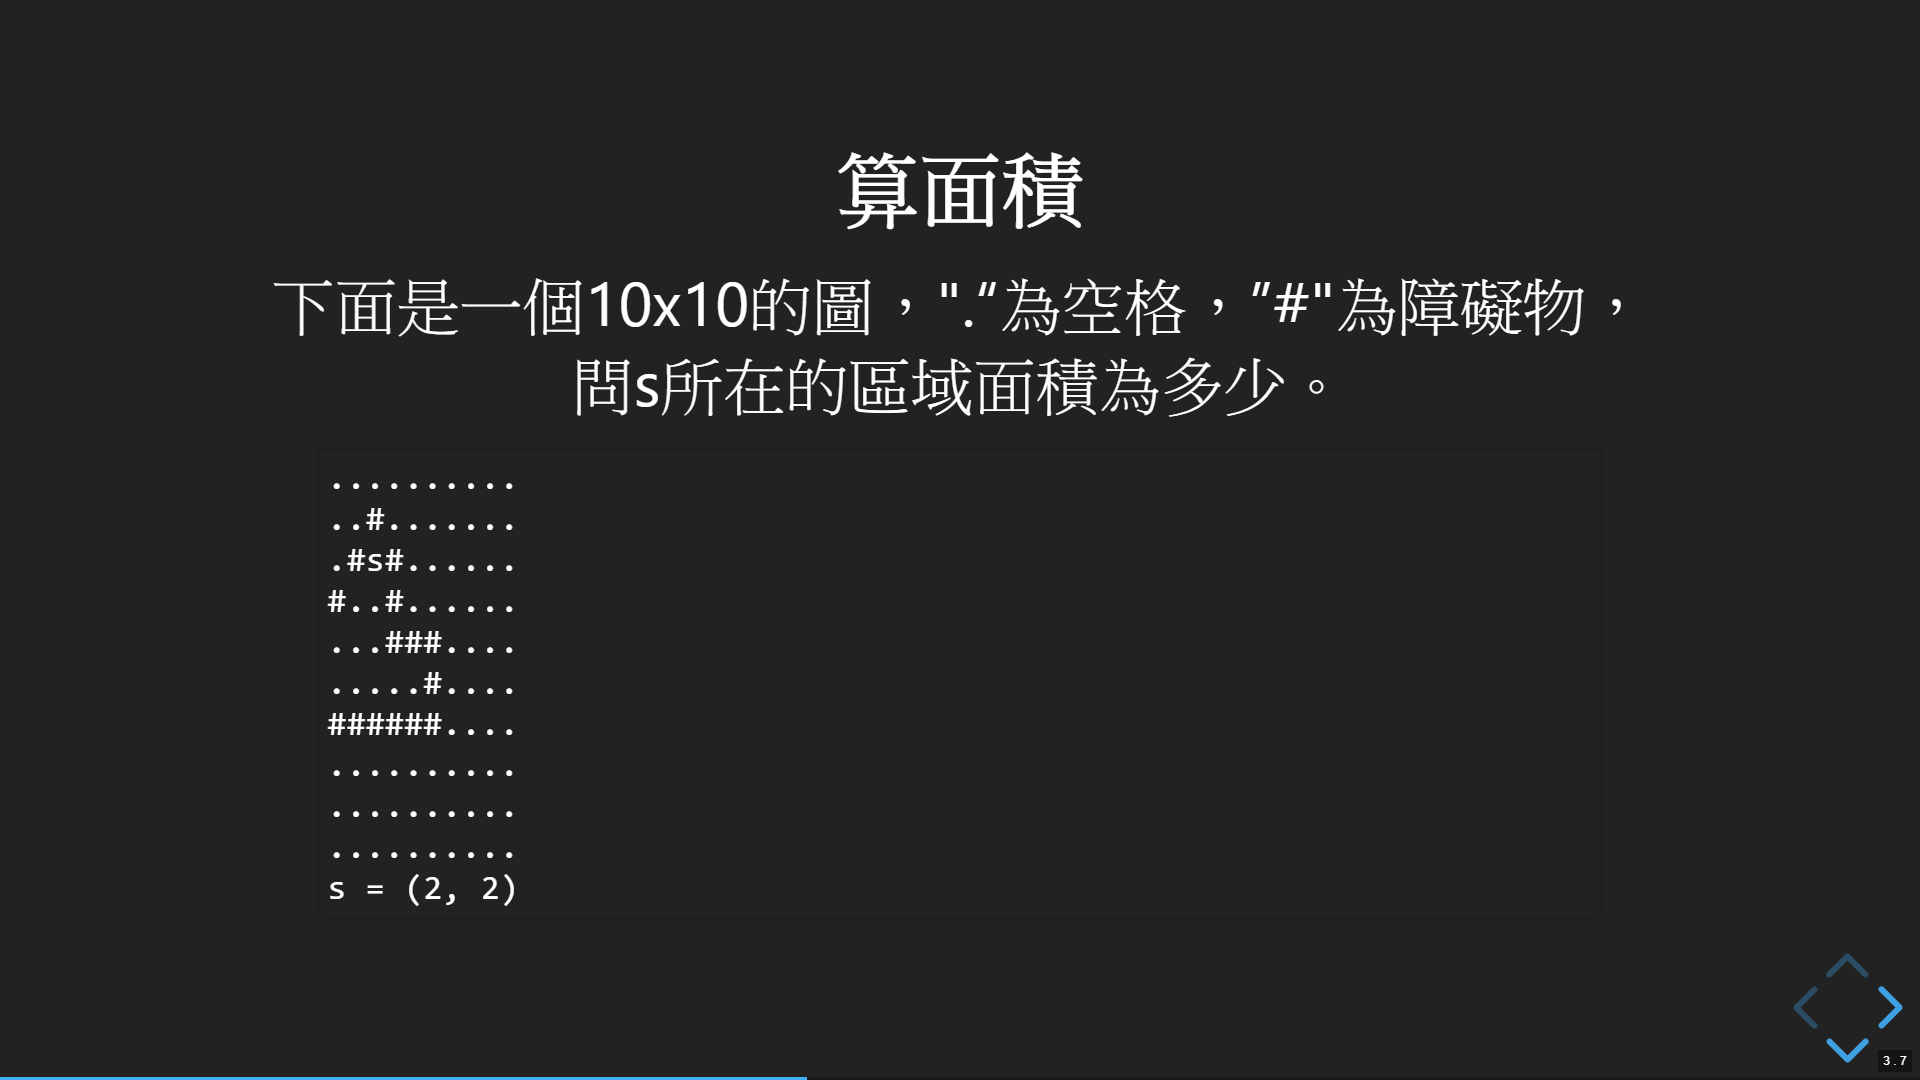 算面積
下面是一個10x10的圖，"."為空格，"#"為障礙物，
問s所在的區域面積為多少。
..........
..#.......
.#s#......
#..#......
...###....
.....#....
######....
..........
..........
..........
s = (2, 2)
3.7